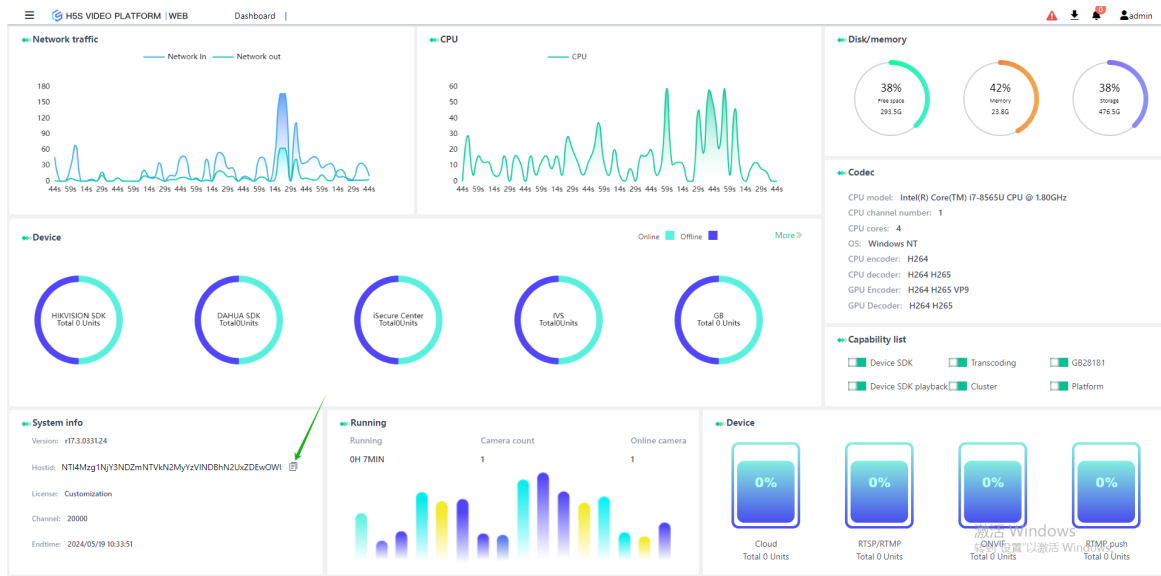 H5S VIDEO PLATFORM | WEB
Dashboard
0
admin
Network traffic
Network In Network out
180
150
120
90
60
30
0
44s 59s 14s 29s 44s 59s 14s 29s 44s 59s 14s 29s 44s 59s 14s 29s 44s 59s 14s 29s 44s
CPU
CPU
60
50
40
30
20
10
0
44s 59s 14s 29s 44s 59s 14s 29s 44s 59s 14s 29s 44s 59s 14s 29s 44s 59s 14s 29s 44s
Disk/memory
38%
Free space
293.5G
42%
Memory
23.8G
38%
Storage
476.5G
Codec
CPU model: Intel(R) Core(TM) i7-8565U CPU @ 1.80GHz
CPU channel number: 1
CPU cores: 4
OS: Windows NT
CPU encoder: H264
CPU decoder: H264 H265
GPU Encoder: H264 H265 VP9
GPU Decoder: H264 H265
Device
Online Offline
More
HIKVISION SDK
Total 0 Units
DAHUA SDK
Total0Units
iSecure Center
Total0Units
IVS
Total0Units
GB
Total 0 Units
Capability list
Device SDK Transcoding GB28181
Device SDK playback Cluster Platform
System info
Version: r17.3.0331.24
Hostid:
License: Customization
Channel: 20000
Endtime: 2024/05/19 10:33:51
Running
Running Camera count Online camera
0H 7MIN 1 1
Device
0%
Cloud
Total 0 Units
0%
RTSP/RTMP
Total 0 Units
0%
ONVIF
Total 0 Units
0%
RTMP push
Total 0 Units
激活 Windows
转到"设置"以激活 Windows。